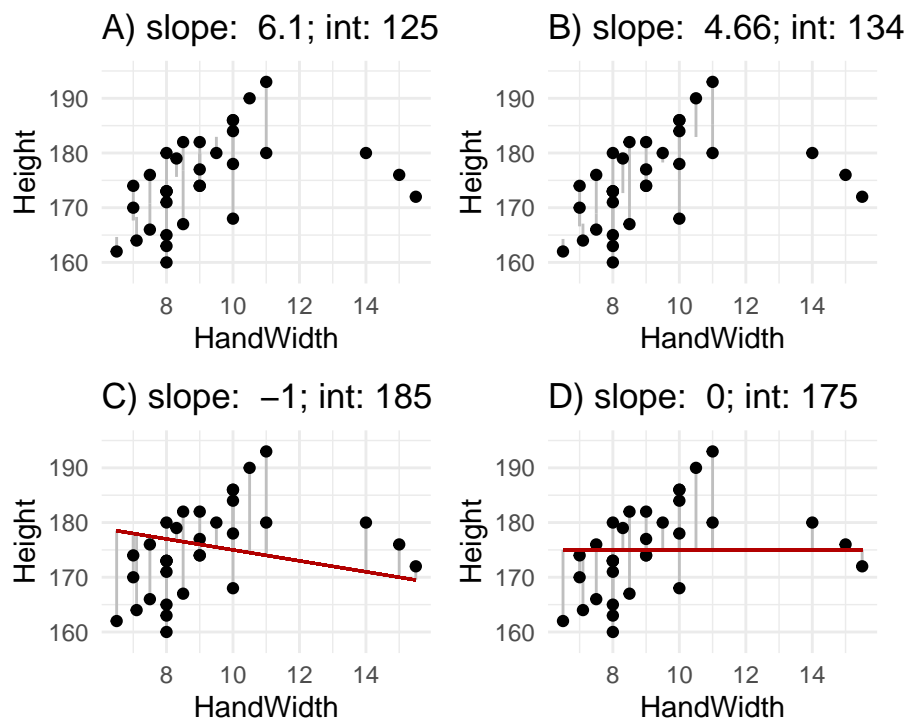 A) slope:  6.1; int: 125
B) slope:  4.66; int: 134
190
180
170
160
Height
8 10 12 14
HandWidth
190
180
170
160
Height
8 10 12 14
HandWidth
C) slope:  –1; int: 185
D) slope:  0; int: 175
190
180
170
160
Height
8 10 12 14
HandWidth
190
180
170
160
Height
8 10 12 14
HandWidth